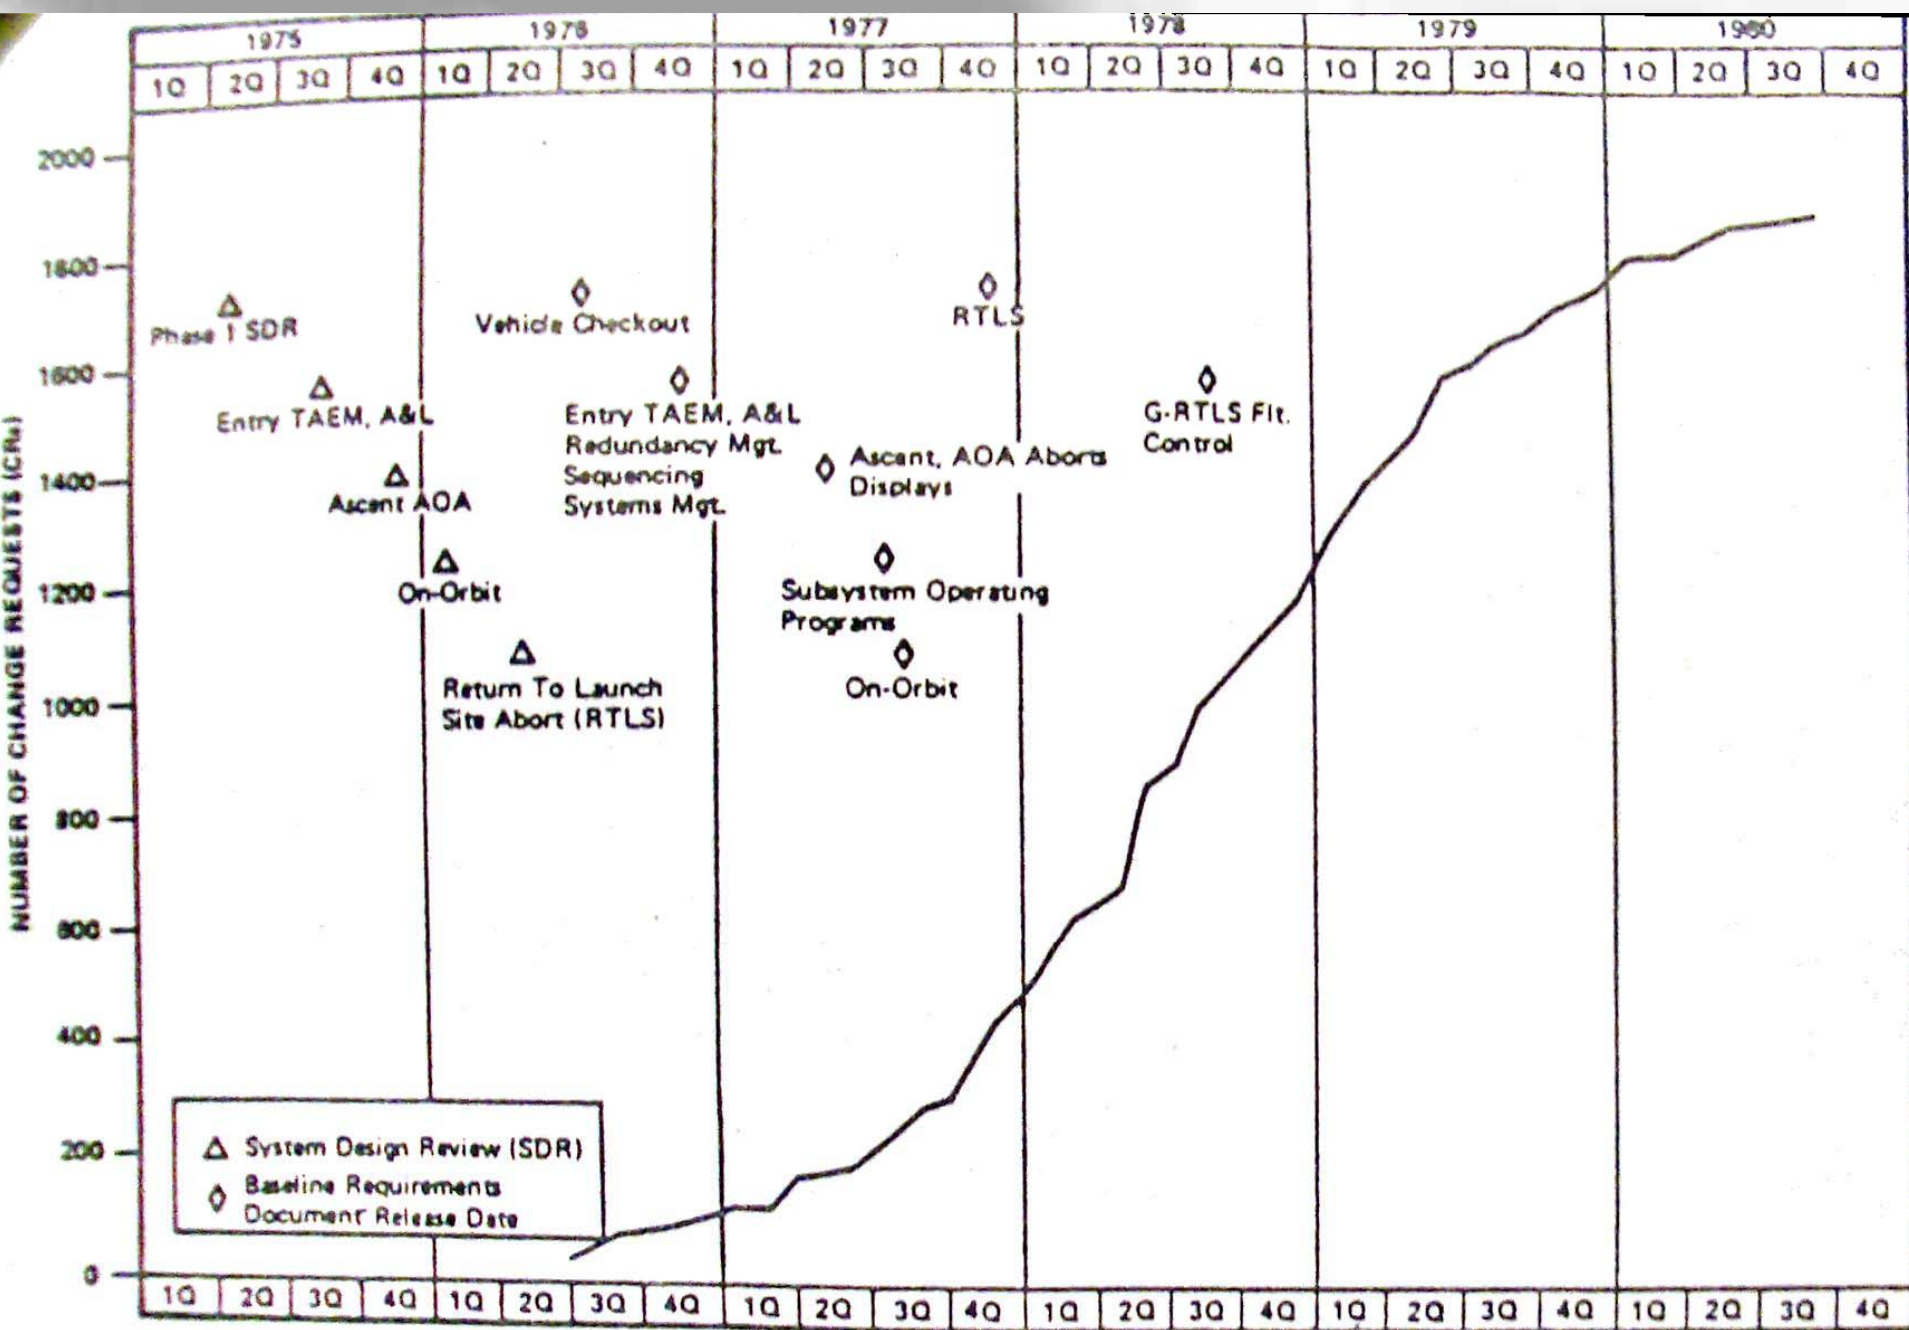 1975 1976 1977 1978 1979 1980
1Q 2Q 3Q 4Q 1Q 2Q 3Q 4Q 1Q 2Q 3Q 4Q 1Q 2Q 3Q 4Q 1Q 2Q 3Q 4Q 1Q 2Q 3Q 4Q
NUMBER OF CHANGE REQUESTS (CRs)
2000
1800
1600
1400
1200
1000
800
600
400
200
0
Phase 1 SDR
Entry TAEM, A&L
Ascent AOA
On-Orbit
Return To Launch
Site Abort (RTLS)
Vehicle Checkout
Entry TAEM, A&L
Redundancy Mgt.
Sequencing
Systems Mgt.
Ascent, AOA Aborts
Displays
Subsystem Operating
Programs
On-Orbit
RTLS
G-RTLS Flt.
Control
System Design Review (SDR)
Baseline Requirements
Document Release Date
1Q 2Q 3Q 4Q 1Q 2Q 3Q 4Q 1Q 2Q 3Q 4Q 1Q 2Q 3Q 4Q 1Q 2Q 3Q 4Q 1Q 2Q 3Q 4Q